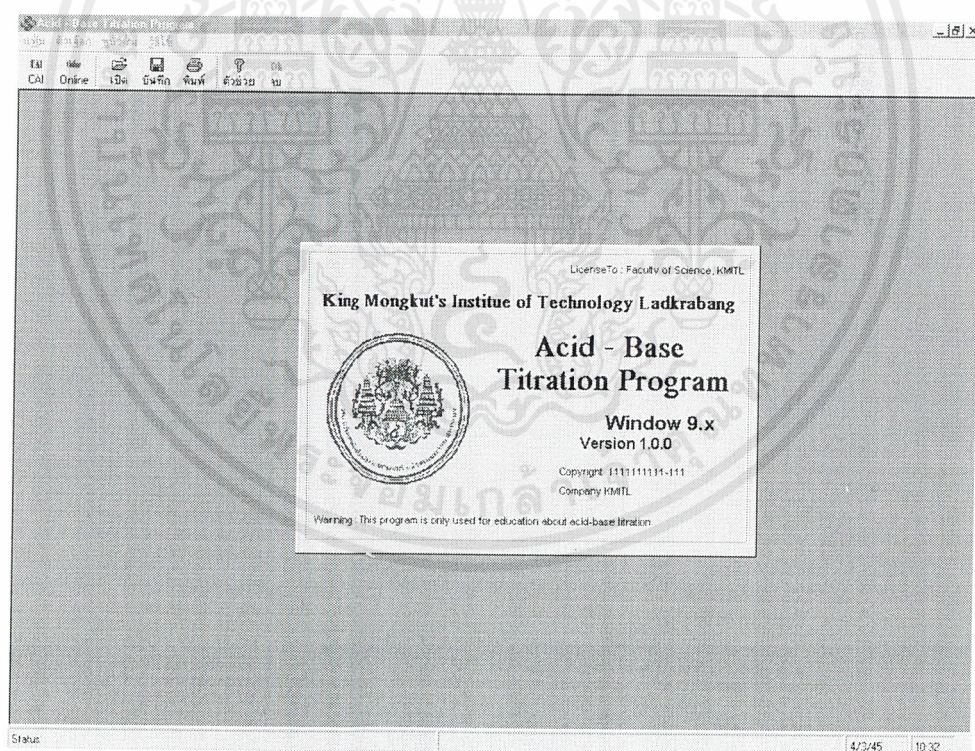 Acid - Base Titration Program
CAI Online เปิด บันทึก พิมพ์ ตัวช่วย จบ
LicenseTo : Faculty of Science, KMITL
King Mongkut's Institue of Technology Ladkrabang
Acid - Base
Titration Program
Window 9.x
Version 1.0.0
Copyright 1111111111-111
Company KMITL
Warning : This program is only used for education about acid-base titration
Status
4/3/45 10:32